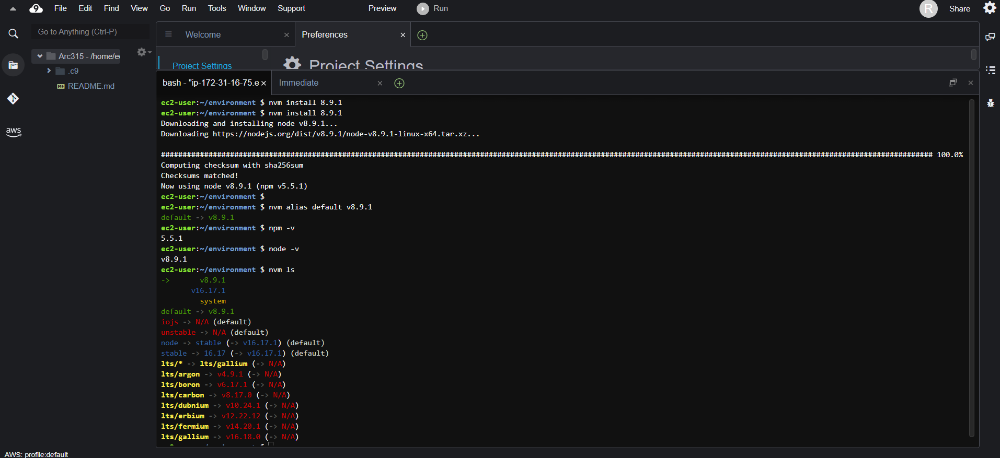 9 File Edit Find View Go Run Tools Window Support Preview Run R Share
Go to Anything (Ctrl-P)
Welcome
Preferences
Arc315 - /home/e
.c9
README.md
aws
Project Settings
Project Settings
bash - "ip-172-31-16-75.e
Immediate
ec2-user:~/environment $ nvm install 8.9.1
ec2-user:~/environment $ nvm install 8.9.1
Downloading and installing node v8.9.1...
Downloading https://nodejs.org/dist/v8.9.1/node-v8.9.1-linux-x64.tar.xz...
################################################################################################################################################################################### 100.0%
Computing checksum with sha256sum
Checksums matched!
Now using node v8.9.1 (npm v5.5.1)
ec2-user:~/environment $
ec2-user:~/environment $ nvm alias default v8.9.1
default -> v8.9.1
ec2-user:~/environment $ npm -v
5.5.1
ec2-user:~/environment $ node -v
v8.9.1
ec2-user:~/environment $ nvm ls
-> v8.9.1
v16.17.1
system
default -> v8.9.1
iojs -> N/A (default)
unstable -> N/A (default)
node -> stable (-> v16.17.1) (default)
stable -> 16.17 (-> v16.17.1) (default)
lts/* -> lts/gallium (-> N/A)
lts/argon -> v4.9.1 (-> N/A)
lts/boron -> v6.17.1 (-> N/A)
lts/carbon -> v8.17.0 (-> N/A)
lts/dubnium -> v10.24.1 (-> N/A)
lts/erbium -> v12.22.12 (-> N/A)
lts/fermium -> v14.20.1 (-> N/A)
lts/gallium -> v16.18.0 (-> N/A)
AWS: profile:default